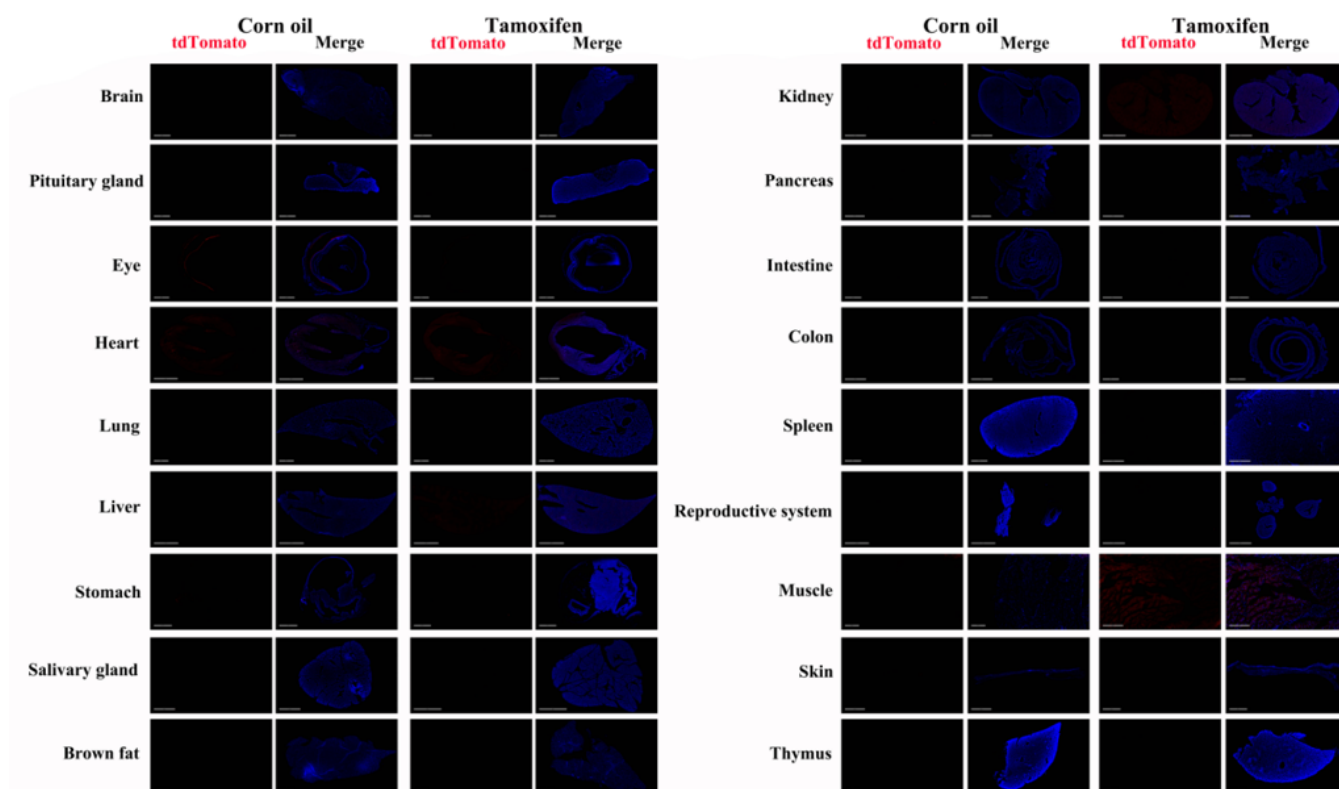 Corn oil Tamoxifen Corn oil Tamoxifen
tdTomato Merge tdTomato Merge tdTomato Merge tdTomato Merge
Brain Kidney
Pituitary gland Pancreas
Eye Intestine
Heart Colon
Lung Spleen
Liver Reproductive system
Stomach Muscle
Salivary gland Skin
Brown fat Thymus